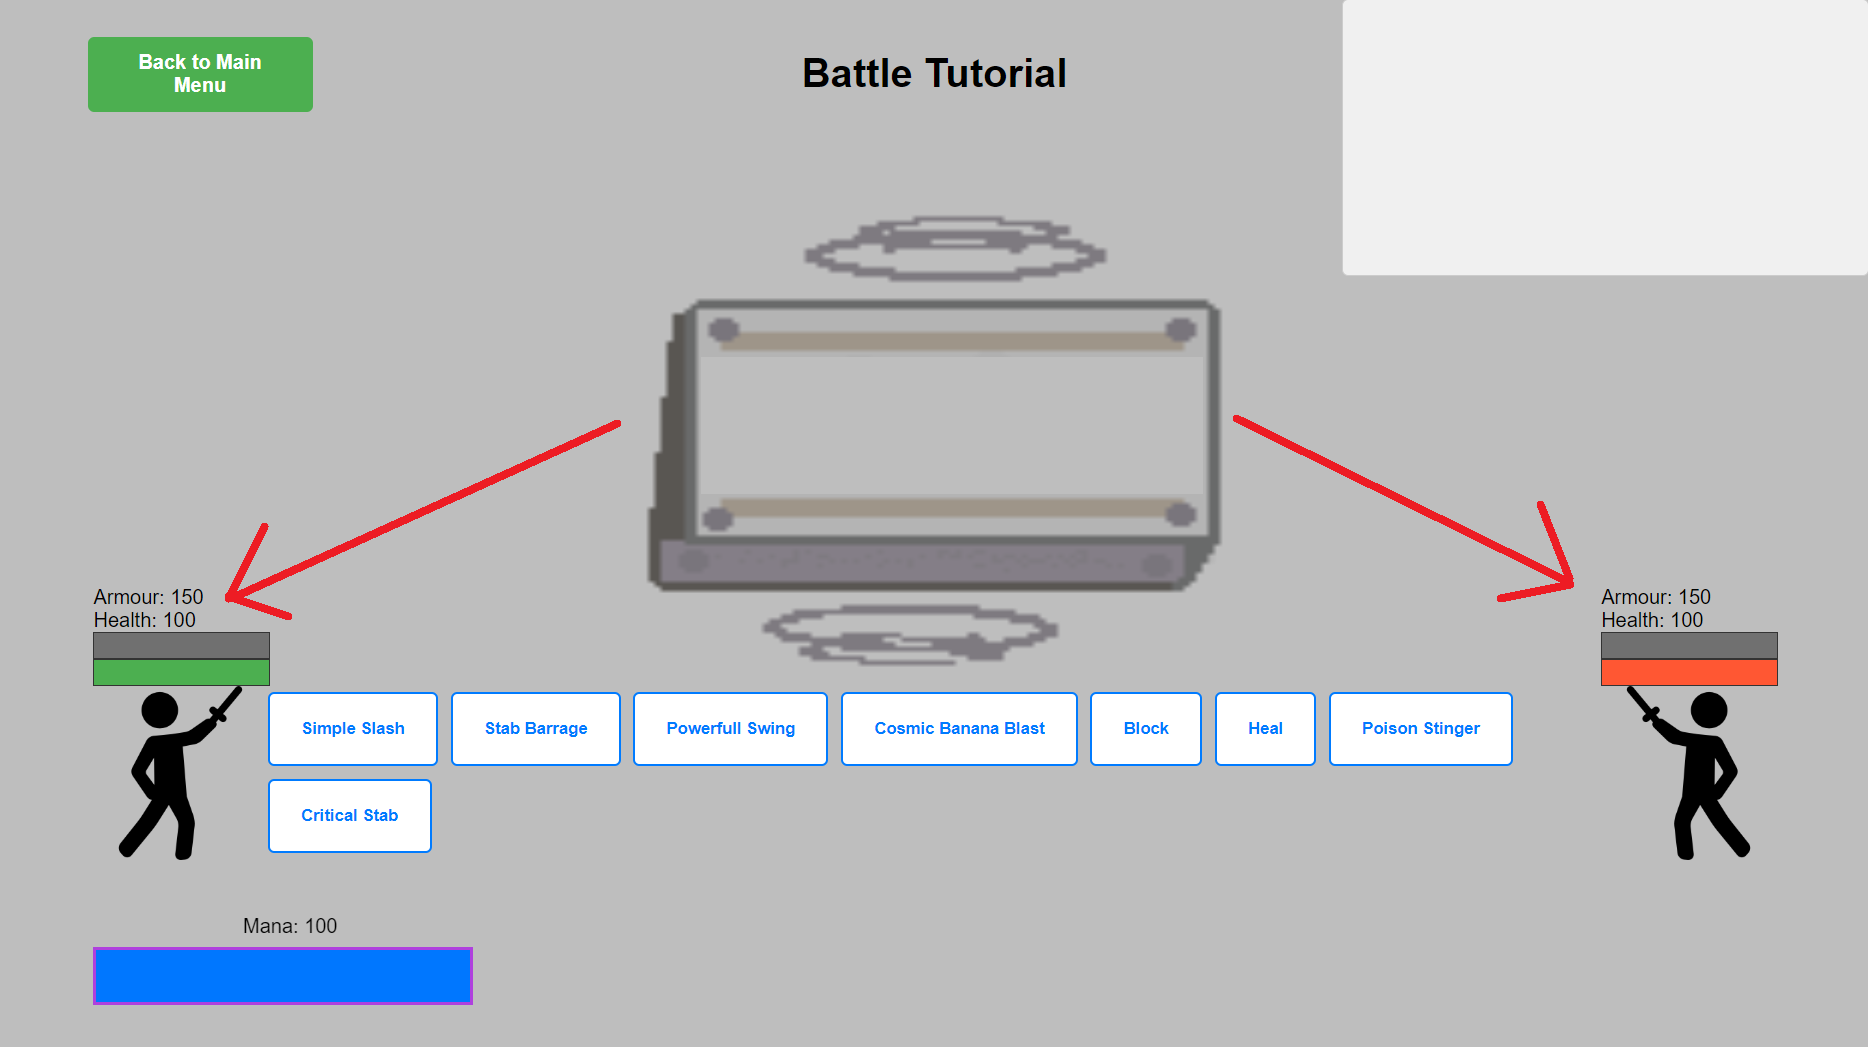 Back to Main
Menu
Battle Tutorial
Armour: 150
Health: 100
Armour: 150
Health: 100
Simple Slash
Stab Barrage
Powerfull Swing
Cosmic Banana Blast
Block
Heal
Poison Stinger
Critical Stab
Mana: 100